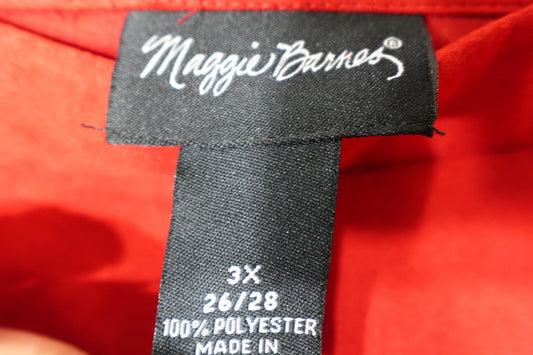 Maggie Barnes®
3X
26/28
100% POLYESTER
MADE IN